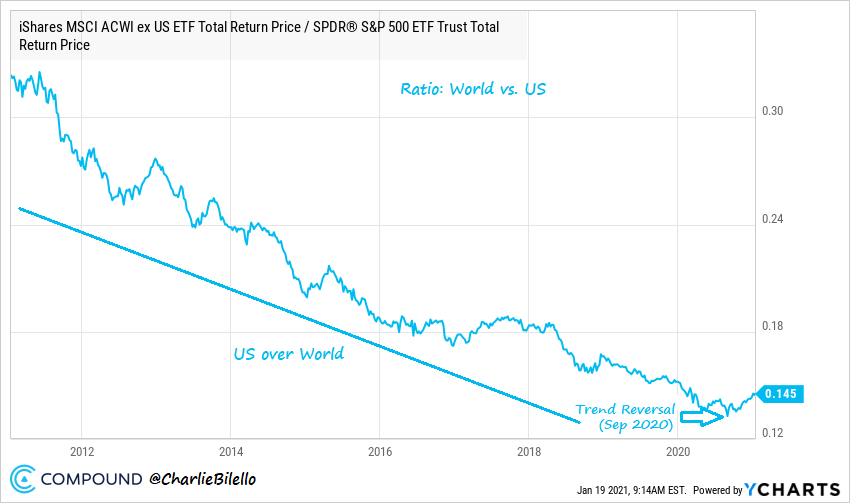 iShares MSCI ACWI ex US ETF Total Return Price / SPDR® S&P 500 ETF Trust Total
Return Price
Ratio: World vs. US
0.30
0.24
0.18
US over World
0.145
Trend Reversal
(Sep 2020)
0.12
2012
2014
2016
2018
2020
COMPOUND @CharlieBilello
Jan 19 2021, 9:14AM EST. Powered by YCHARTS